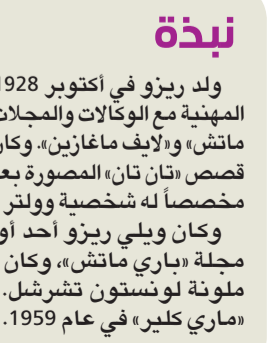 نبذة
ولد ريزو في أكتوبر 1928
المهنية مع الوكالات والمجلات
ماتش» و«لايف ماغازين». وكان
قصص «تان تان» المصورة بعد
مخصصاً له شخصية وولتر
وكان ويلي ريزو أحد أو
مجلة «باري ماتش»، وكان
ملونة لونستون تشرشل.
«ماري كلير» في عام 1959.